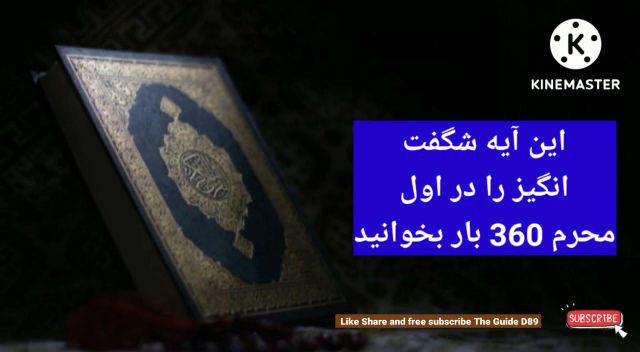 KINEMASTER
این آیه شگفت
انگیز را در اول
محرم 360 بار بخوانید
Like Share and free subscribe The Guide D89
SUBSCRIBE